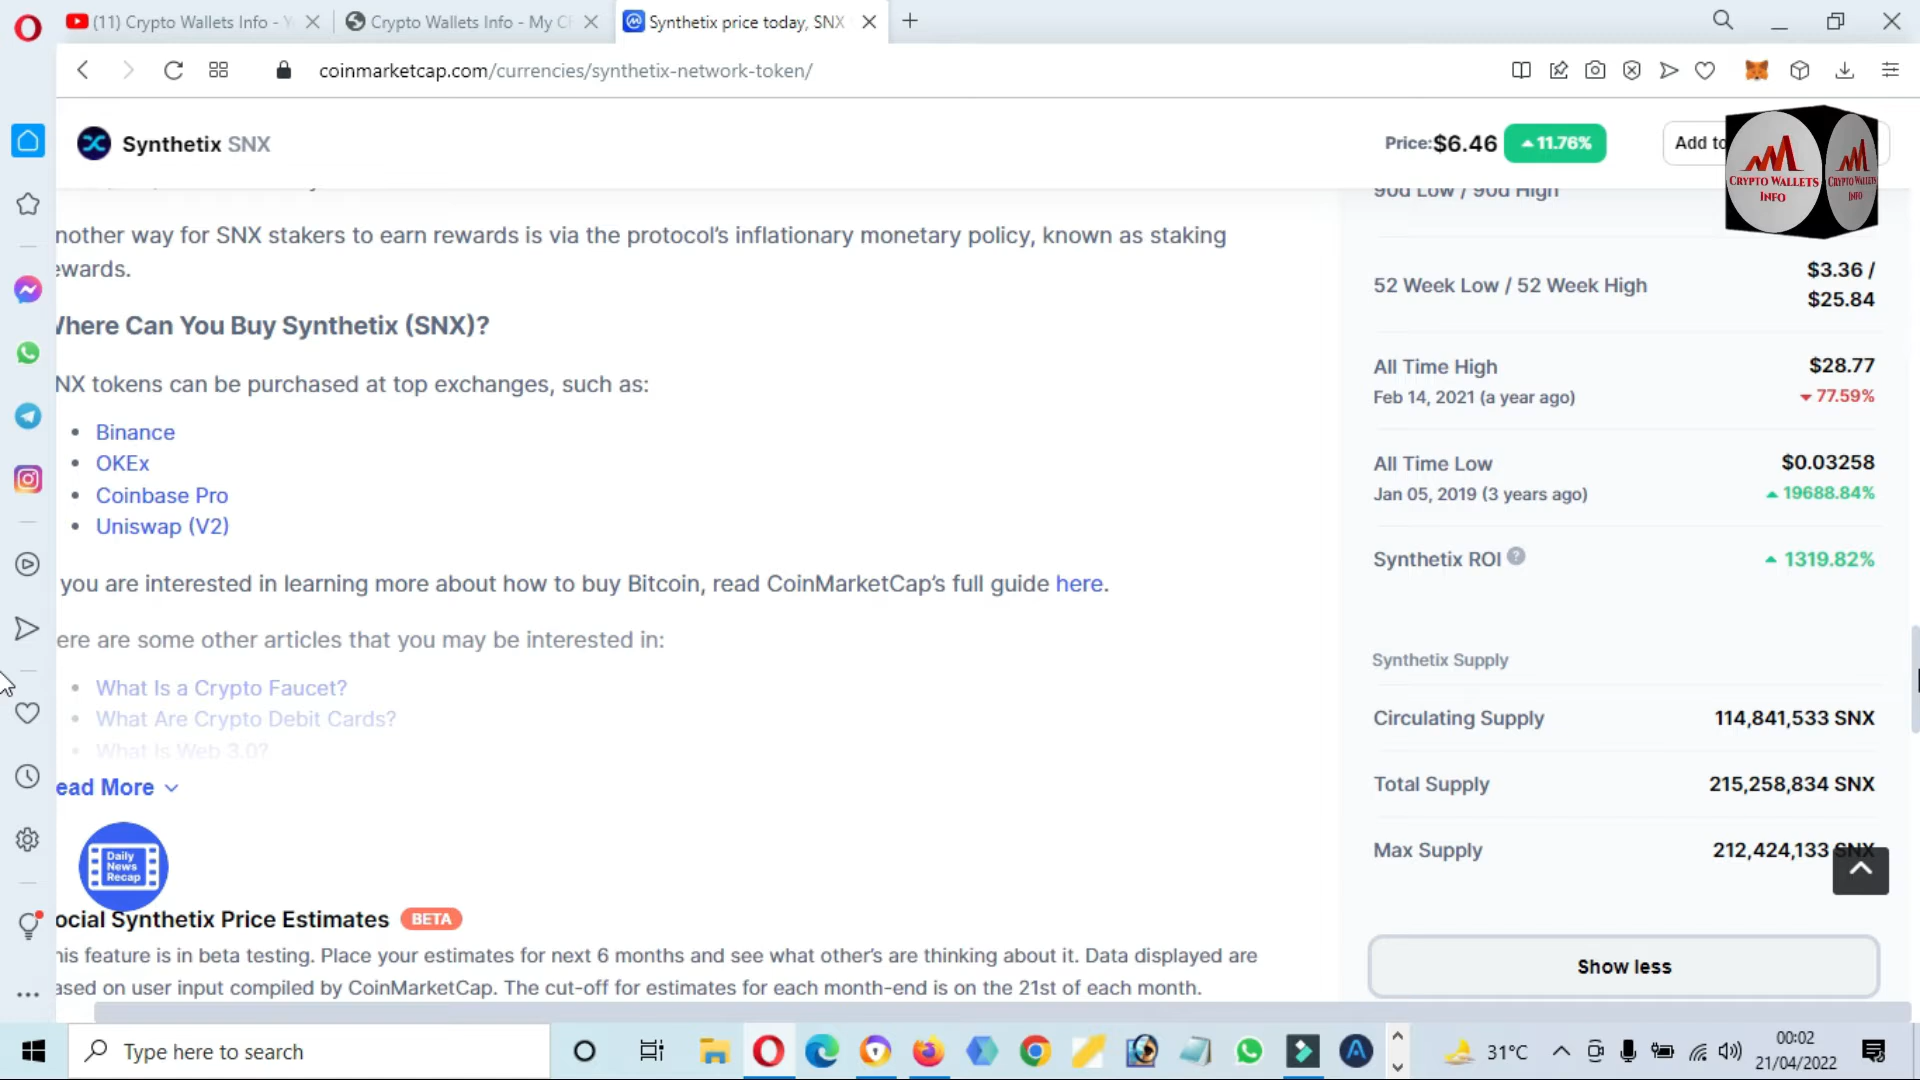 (11) Crypto Wallets Info - Y
Crypto Wallets Info - My C
Synthetix price today, SNX
coinmarketcap.com/currencies/synthetix-network-token/
Synthetix SNX
Price:$6.46
11.76%
Add to
CRYPTO WALLETS
INFO
CRYPTO WALLETS
INFO
nother way for SNX stakers to earn rewards is via the protocol's inflationary monetary policy, known as staking
ewards.
Where Can You Buy Synthetix (SNX)?
NX tokens can be purchased at top exchanges, such as:
• Binance
• OKEx
• Coinbase Pro
• Uniswap (V2)
you are interested in learning more about how to buy Bitcoin, read CoinMarketCap's full guide here.
ere are some other articles that you may be interested in:
• What Is a Crypto Faucet?
• What Are Crypto Debit Cards?
• What Is Web 3.0?
ead More
Daily
News
Recap
ocial Synthetix Price Estimates BETA
his feature is in beta testing. Place your estimates for next 6 months and see what other's are thinking about it. Data displayed are
ased on user input compiled by CoinMarketCap. The cut-off for estimates for each month-end is on the 21st of each month.
90d Low / 90d High
52 Week Low / 52 Week High
$3.36 /
$25.84
All Time High
$28.77
Feb 14, 2021 (a year ago)
77.59%
All Time Low
$0.03258
Jan 05, 2019 (3 years ago)
19688.84%
Synthetix ROI ?
1319.82%
Synthetix Supply
Circulating Supply
114,841,533 SNX
Total Supply
215,258,834 SNX
Max Supply
212,424,133 SNX
Show less
Type here to search
31°C
00:02
21/04/2022